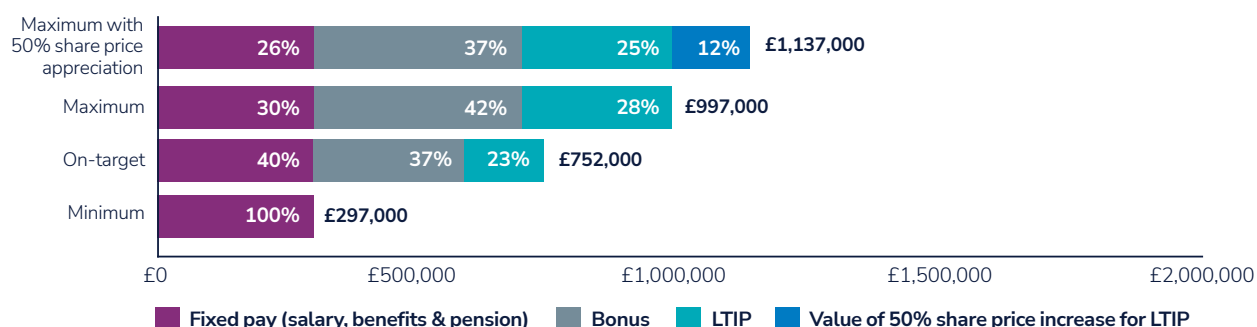 Maximum with
50% share price
appreciation
26% 37% 25% 12% £1,137,000
Maximum 30% 42% 28% £997,000
On-target 40% 37% 23% £752,000
Minimum 100% £297,000
£0 £500,000 £1,000,000 £1,500,000 £2,000,000
Fixed pay (salary, benefits & pension) Bonus LTIP Value of 50% share price increase for LTIP